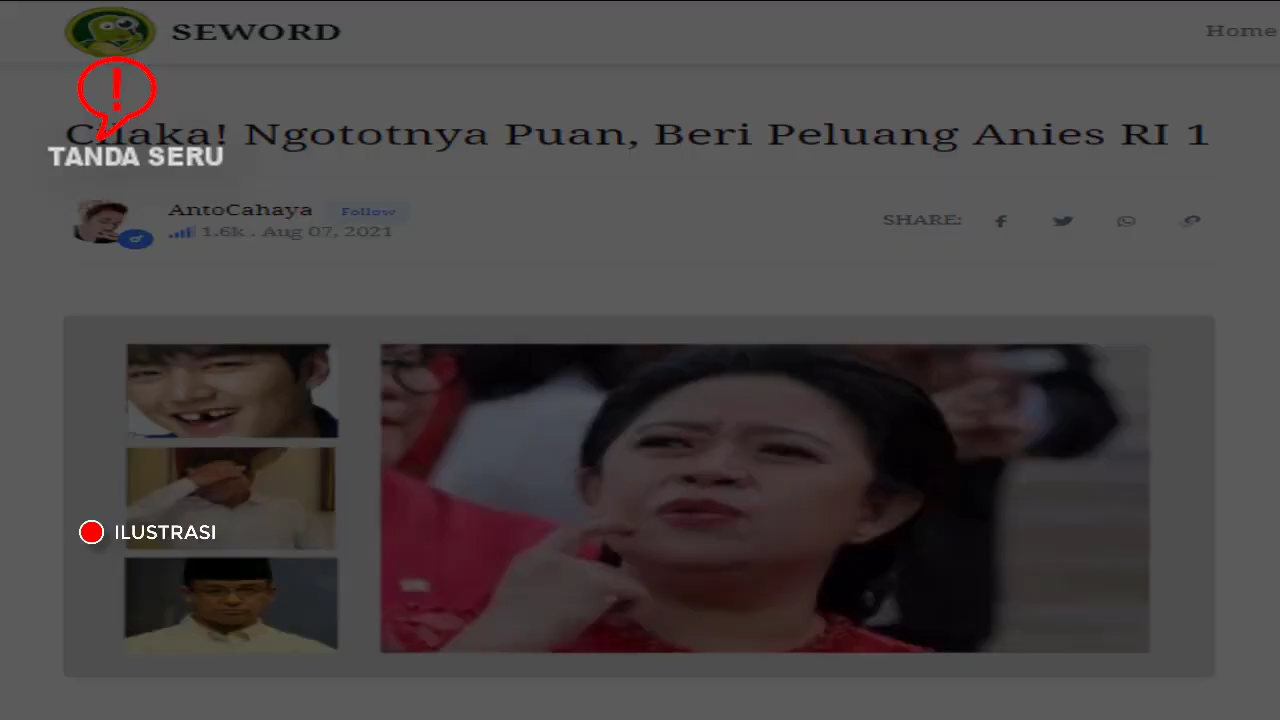 SEWORD
Home
Cilaka! Ngototnya Puan, Beri Peluang Anies RI 1
TANDA SERU
AntoCahaya
Follow
1.6k . Aug 07, 2021
SHARE:
ILUSTRASI